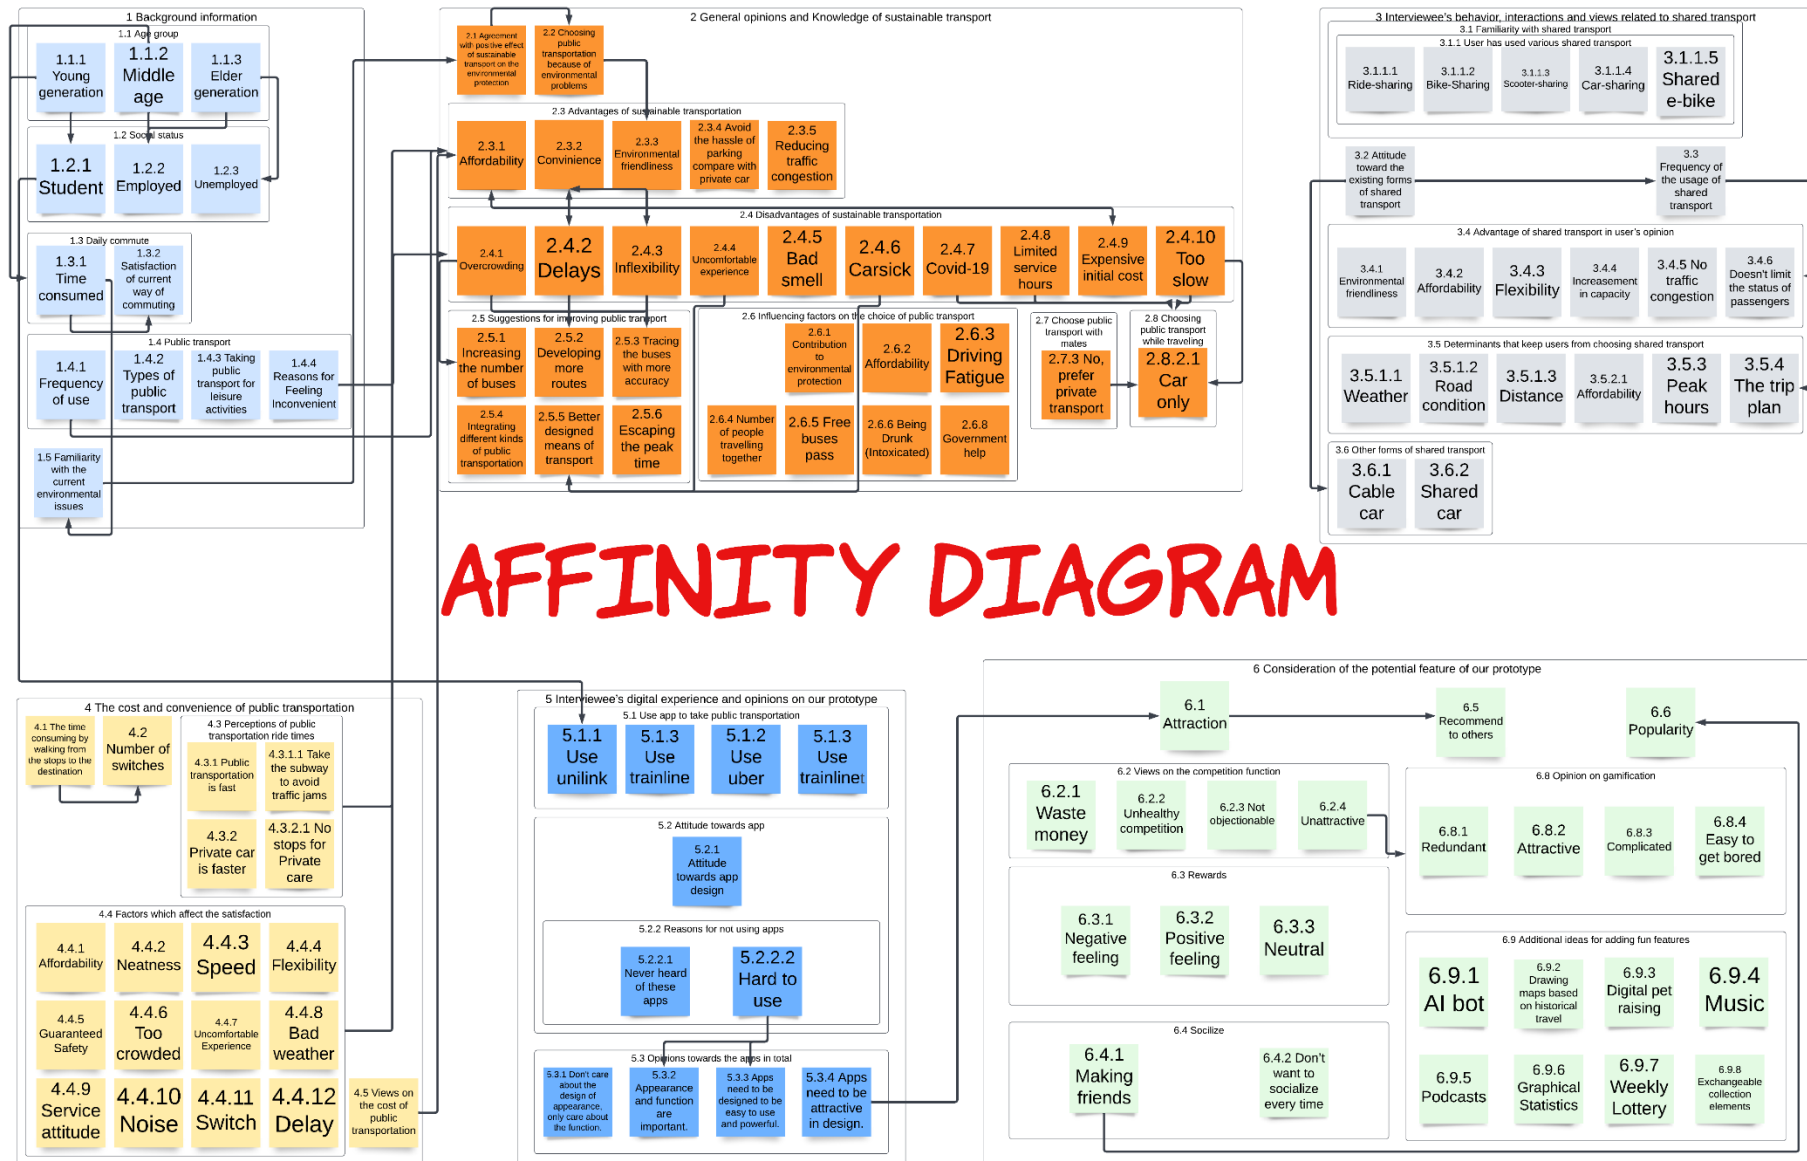 1 Background information
1.1 Age group
1.1.1
Young
generation
1.1.2
Middle
age
1.1.3
Elder
generation
1.2 Social status
1.2.1
Student
1.2.2
Employed
1.2.3
Unemployed
1.3 Daily commute
1.3.1
Time
consumed
1.3.2
Satisfaction
of current
way of
commuting
1.4 Public transport
1.4.1
Frequency
of use
1.4.2
Types of
public
transport
1.4.3 Taking
public
transport for
leisure
activities
1.4.4
Reasons for
Feeling
Inconvenient
1.5 Familiarity
with the
current
environmental
issues
2 General opinions and Knowledge of sustainable transport
2.1 Agreement
with positive effect
of sustainable
transport on the
environmental
protection
2.2 Choosing
public
transportation
because of
environmental
problems
2.3 Advantages of sustainable transportation
2.3.1
Affordability
2.3.2
Convinience
2.3.3
Environmental
friendliness
2.3.4 Avoid
the hassle of
parking
compare with
private car
2.3.5
Reducing
traffic
congestion
2.4 Disadvantages of sustainable transportation
2.4.1
Overcrowding
2.4.2
Delays
2.4.3
Inflexibility
2.4.4
Uncomfortable
experience
2.4.5
Bad
smell
2.4.6
Carsick
2.4.7
Covid-19
2.4.8
Limited
service
hours
2.4.9
Expensive
initial cost
2.4.10
Too
slow
2.5 Suggestions for improving public transport
2.5.1
Increasing
the number
of buses
2.5.2
Developing
more
routes
2.5.3 Tracing
the buses
with more
accuracy
2.5.4
Integrating
different kinds
of public
transportation
2.5.5 Better
designed
means of
transport
2.5.6
Escaping
the peak
time
2.6 Influencing factors on the choice of public transport
2.6.1
Contribution
to
environmental
protection
2.6.2
Affordability
2.6.3
Driving
Fatigue
2.6.4 Number
of people
travelling
together
2.6.5 Free
buses
pass
2.6.6 Being
Drunk
(Intoxicated)
2.6.8
Government
help
2.7 Choose public
transport with
mates
2.7.3 No,
prefer
private
transport
2.8 Choosing
public transport
while traveling
2.8.2.1
Car
only
3 Interviewee's behavior, interactions and views related to shared transport
3.1 Familiarity with shared transport
3.1.1 User has used various shared transport
3.1.1.1
Ride-sharing
3.1.1.2
Bike-Sharing
3.1.1.3
Scooter-sharing
3.1.1.4
Car-sharing
3.1.1.5
Shared
e-bike
3.2 Attitude
toward the
existing forms
of shared
transport
3.3
Frequency of
the usage of
shared
transport
3.4 Advantage of shared transport in user's opinion
3.4.1
Environmental
friendliness
3.4.2
Affordability
3.4.3
Flexibility
3.4.4
Increasement
in capacity
3.4.5 No
traffic
congestion
3.4.6
Doesn't limit
the status of
passengers
3.5 Determinants that keep users from choosing shared transport
3.5.1.1
Weather
3.5.1.2
Road
condition
3.5.1.3
Distance
3.5.2.1
Affordability
3.5.3
Peak
hours
3.5.4
The trip
plan
3.6 Other forms of shared transport
3.6.1
Cable
car
3.6.2
Shared
car
AFFINITY DIAGRAM
4 The cost and convenience of public transportation
4.1 The time
consuming by
walking from
the stops to the
destination
4.2
Number of
switches
4.3 Perceptions of public
transportation ride times
4.3.1 Public
transportation
is fast
4.3.1.1 Take
the subway
to avoid
traffic jams
4.3.2
Private car
is faster
4.3.2.1 No
stops for
Private
care
4.4 Factors which affect the satisfaction
4.4.1
Affordability
4.4.2
Neatness
4.4.3
Speed
4.4.4
Flexibility
4.4.5
Guaranteed
Safety
4.4.6
Too
crowded
4.4.7
Uncomfortable
Experience
4.4.8
Bad
weather
4.4.9
Service
attitude
4.4.10
Noise
4.4.11
Switch
4.4.12
Delay
4.5 Views on
the cost of
public
transportation
5 Interviewee's digital experience and opinions on our prototype
5.1 Use app to take public transportation
5.1.1
Use
unilink
5.1.3
Use
trainline
5.1.2
Use
uber
5.1.3
Use
trainlinet
5.2 Attitude towards app
5.2.1
Attitude
towards app
design
5.2.2 Reasons for not using apps
5.2.2.1
Never heard
of these
apps
5.2.2.2
Hard to
use
5.3 Opinions towards the apps in total
5.3.1 Don't care
about the
design of
appearance,
only care about
the function.
5.3.2
Appearance
and function
are
important.
5.3.3 Apps
need to be
designed to be
easy to use
and powerful.
5.3.4 Apps
need to be
attractive
in design.
6 Consideration of the potential feature of our prototype
6.1
Attraction
6.5
Recommend
to others
6.6
Popularity
6.2 Views on the competition function
6.2.1
Waste
money
6.2.2
Unhealthy
competition
6.2.3 Not
objectionable
6.2.4
Unattractive
6.3 Rewards
6.3.1
Negative
feeling
6.3.2
Positive
feeling
6.3.3
Neutral
6.4 Socilize
6.4.1
Making
friends
6.4.2 Don't
want to
socialize
every time
6.8 Opinion on gamification
6.8.1
Redundant
6.8.2
Attractive
6.8.3
Complicated
6.8.4
Easy to
get bored
6.9 Additional ideas for adding fun features
6.9.1
AI bot
6.9.2
Drawing
maps based
on historical
travel
6.9.3
Digital pet
raising
6.9.4
Music
6.9.5
Podcasts
6.9.6
Graphical
Statistics
6.9.7
Weekly
Lottery
6.9.8
Exchangeable
collection
elements